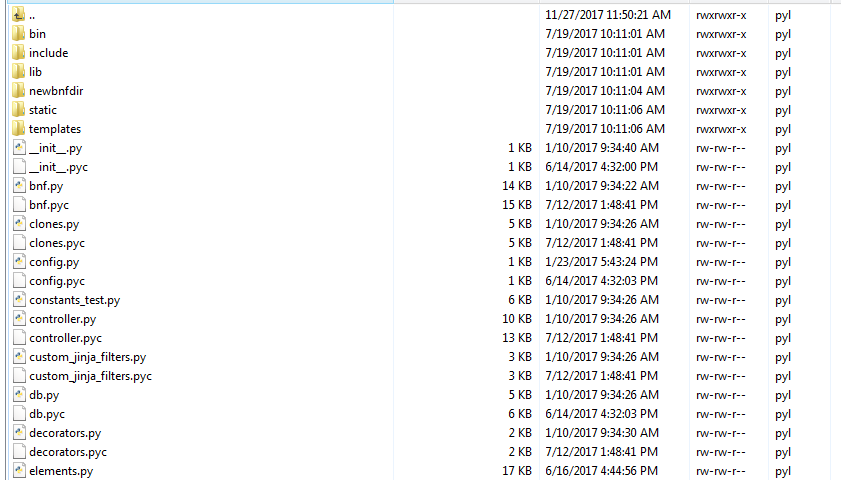 .. 11/27/2017 11:50:21 AM rwxrwxr-x pyl
bin 7/19/2017 10:11:01 AM rwxrwxr-x pyl
include 7/19/2017 10:11:01 AM rwxrwxr-x pyl
lib 7/19/2017 10:11:01 AM rwxrwxr-x pyl
newbnfdir 7/19/2017 10:11:04 AM rwxrwxr-x pyl
static 7/19/2017 10:11:06 AM rwxrwxr-x pyl
templates 7/19/2017 10:11:06 AM rwxrwxr-x pyl
__init__.py 1 KB 1/10/2017 9:34:40 AM rw-rw-r-- pyl
__init__.pyc 1 KB 6/14/2017 4:32:00 PM rw-rw-r-- pyl
bnf.py 14 KB 1/10/2017 9:34:22 AM rw-rw-r-- pyl
bnf.pyc 15 KB 7/12/2017 1:48:41 PM rw-rw-r-- pyl
clones.py 5 KB 1/10/2017 9:34:26 AM rw-rw-r-- pyl
clones.pyc 5 KB 7/12/2017 1:48:41 PM rw-rw-r-- pyl
config.py 1 KB 1/23/2017 5:43:24 PM rw-rw-r-- pyl
config.pyc 1 KB 6/14/2017 4:32:03 PM rw-rw-r-- pyl
constants_test.py 6 KB 1/10/2017 9:34:26 AM rw-rw-r-- pyl
controller.py 10 KB 1/10/2017 9:34:26 AM rw-rw-r-- pyl
controller.pyc 13 KB 7/12/2017 1:48:41 PM rw-rw-r-- pyl
custom_jinja_filters.py 3 KB 1/10/2017 9:34:26 AM rw-rw-r-- pyl
custom_jinja_filters.pyc 3 KB 7/12/2017 1:48:41 PM rw-rw-r-- pyl
db.py 5 KB 1/10/2017 9:34:26 AM rw-rw-r-- pyl
db.pyc 6 KB 6/14/2017 4:32:03 PM rw-rw-r-- pyl
decorators.py 2 KB 1/10/2017 9:34:30 AM rw-rw-r-- pyl
decorators.pyc 2 KB 7/12/2017 1:48:41 PM rw-rw-r-- pyl
elements.py 17 KB 6/16/2017 4:44:56 PM rw-rw-r-- pyl